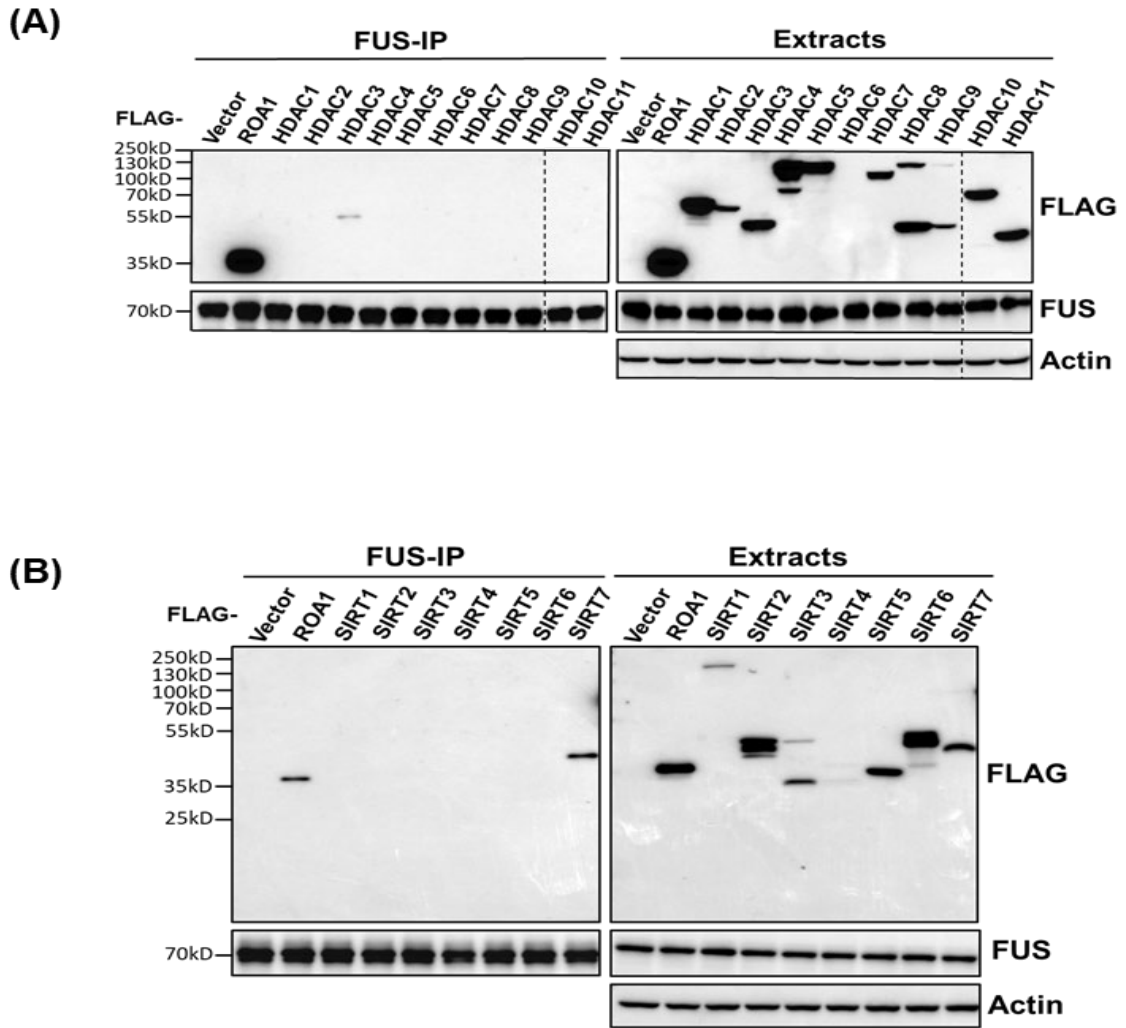 (A)
FUS-IP Extracts
FLAG- Vector ROA1 HDAC1 HDAC2 HDAC3 HDAC4 HDAC5 HDAC6 HDAC7 HDAC8 HDAC9 HDAC10 HDAC11 Vector ROA1 HDAC1 HDAC2 HDAC3 HDAC4 HDAC5 HDAC6 HDAC7 HDAC8 HDAC9 HDAC10 HDAC11
250kD
130kD
100kD
70kD
55kD
FLAG
35kD
70kD FUS
Actin
(B)
FUS-IP Extracts
FLAG- Vector ROA1 SIRT1 SIRT2 SIRT3 SIRT4 SIRT5 SIRT6 SIRT7 Vector ROA1 SIRT1 SIRT2 SIRT3 SIRT4 SIRT5 SIRT6 SIRT7
250kD
130kD
100kD
70kD
55kD
FLAG
35kD
25kD
70kD FUS
Actin